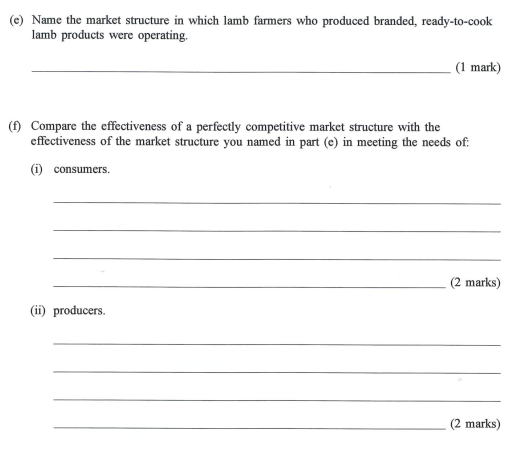 (e) Name the market structure in which lamb farmers who produced branded, ready-to-cook
lamb products were operating.
(1 mark)
(f) Compare the effectiveness of a perfectly competitive market structure with the
effectiveness of the market structure you named in part (e) in meeting the needs of:
(i) consumers.
(2 marks)
(ii) producers.
(2 marks)